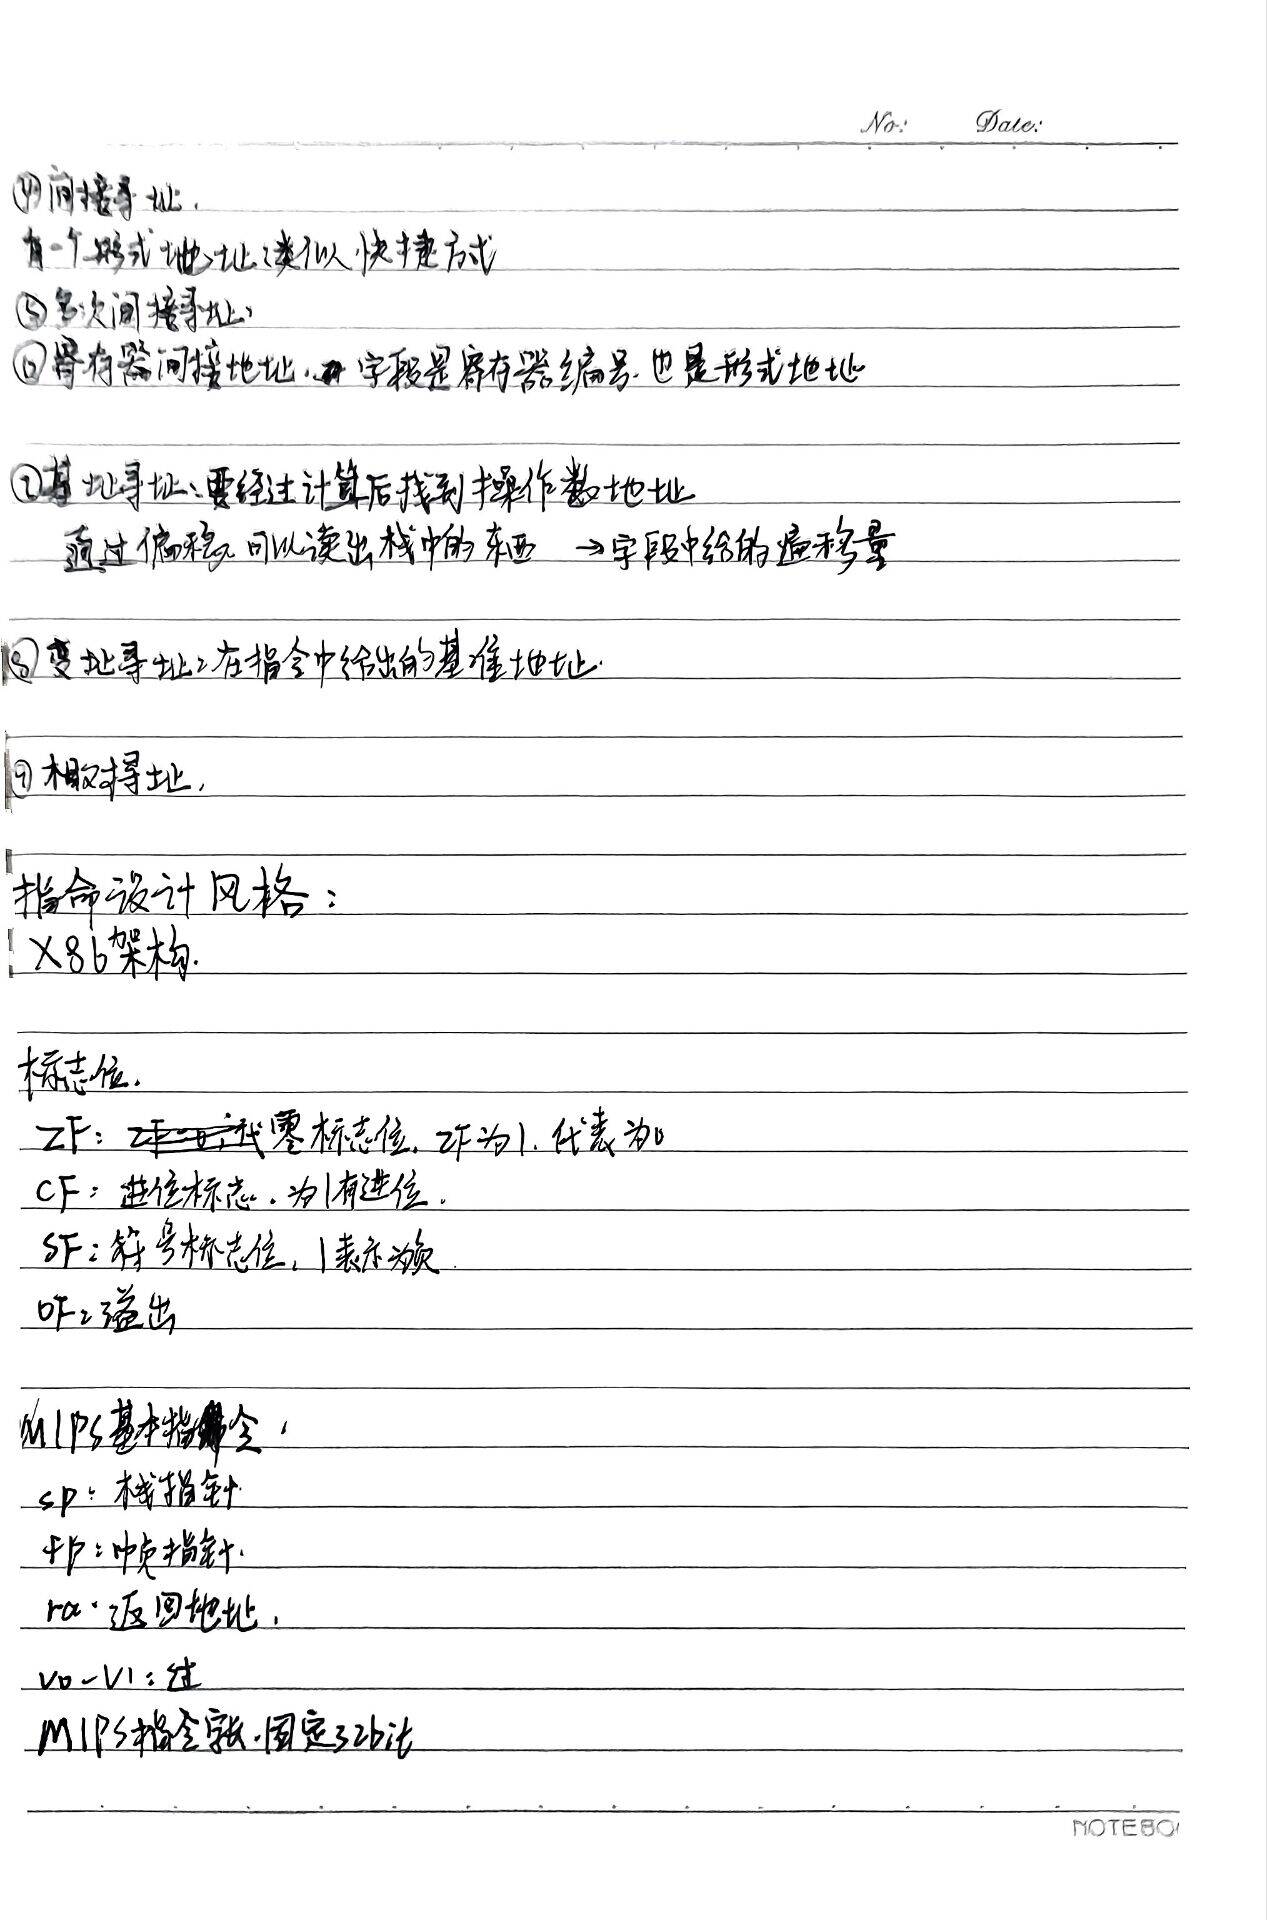 No: Date:
④间接寻址.
有一个形式地址:类似快捷方式
⑤多次间接寻址:
⑥寄存器间接地址. 字段是寄存器编号.也是形式地址
⑦基址寻址:要经过计算后找到操作数地址
通过偏移 可以读出栈中的东西 →字段中给的偏移量
⑧变址寻址:在指令中给出的基准地址.
⑨相对寻址.
指命设计风格:
X86架构.
标志位.
ZF: 零标志位. ZF为1.代表为0
CF: 进位标志.为1有进位.
SF:符号标志位, 1表示为负.
OF:溢出
MIPS基本指令.
sp:栈指针.
fp:帧指针.
ra.返回地址.
V0-V1:过
MIPS指令字长.固定32bit
NOTEBO